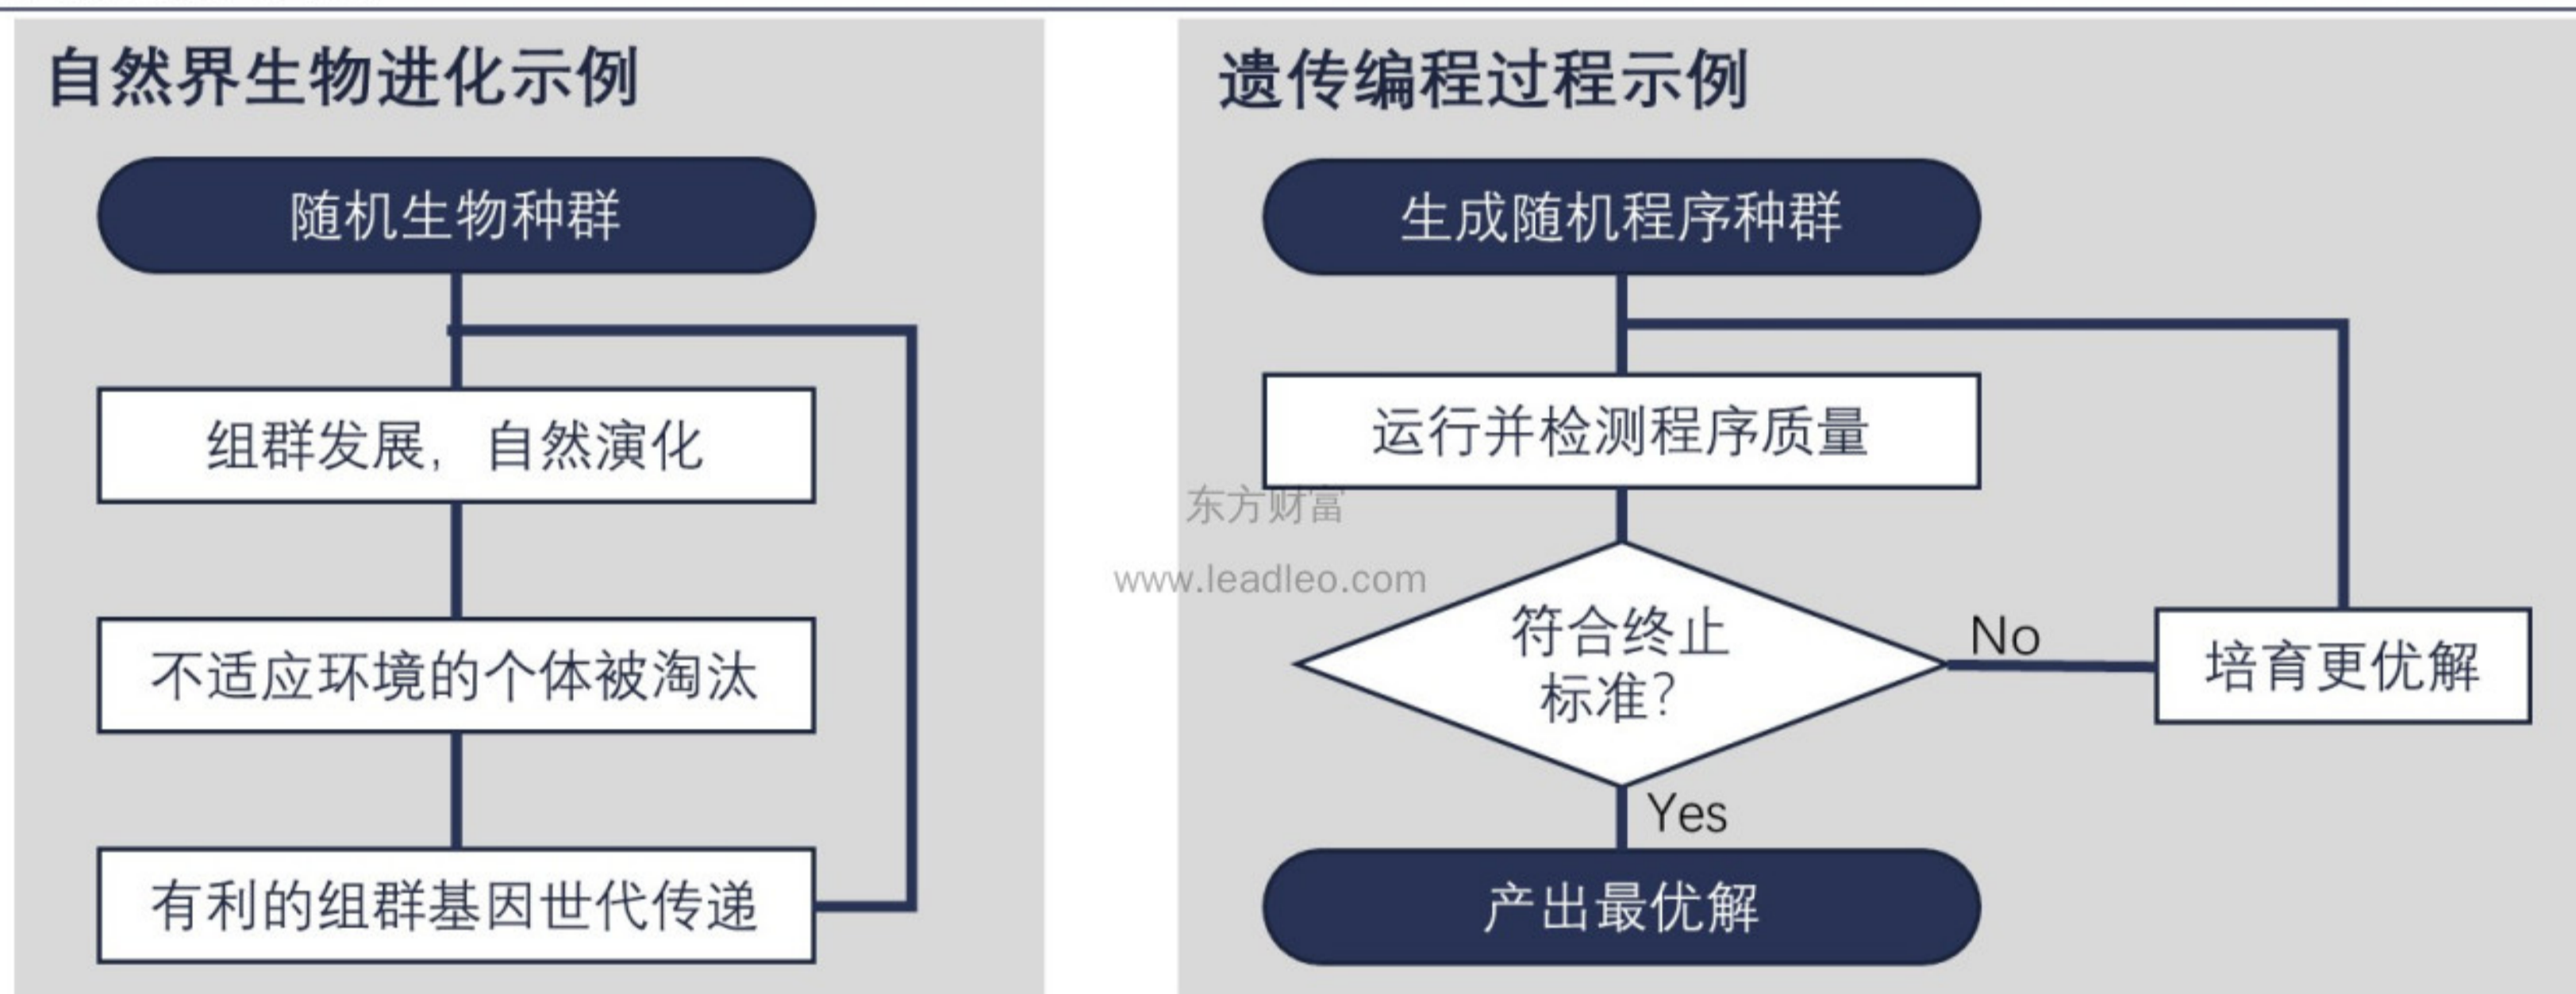 自然界生物进化示例
随机生物种群
组群发展，自然演化
不适应环境的个体被淘汰
有利的组群基因世代传递
遗传编程过程示例
生成随机程序种群
运行并检测程序质量
东方财富
www.leadleo.com
符合终止
标准?
No
培育更优解
Yes
产出最优解